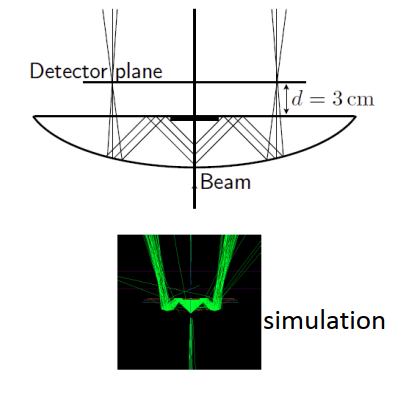 Detector plane
d = 3 cm
Beam
simulation